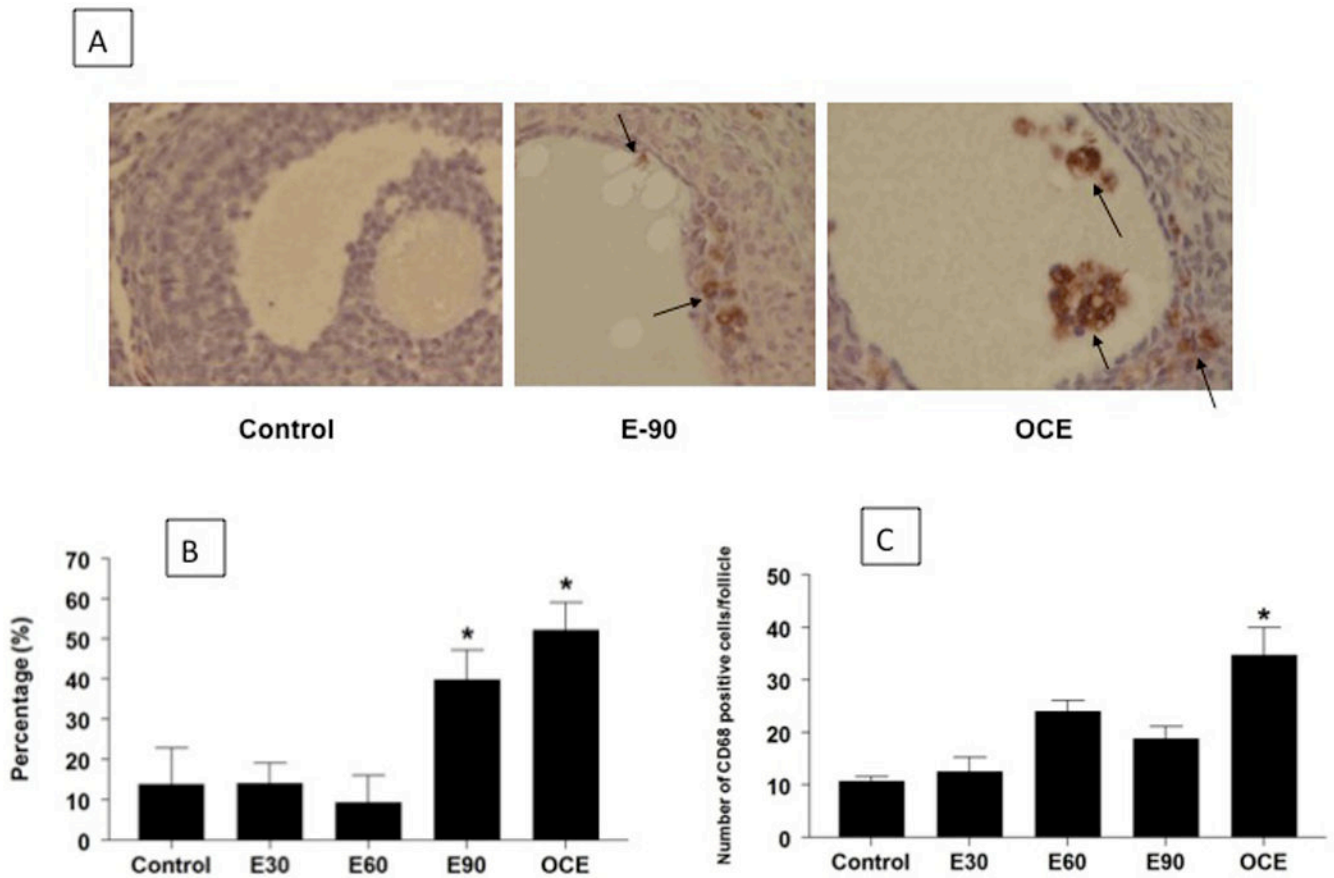 A
Control
E-90
OCE
B
Percentage (%)
70
60
50
40
30
20
10
0
*
*
Control
E30
E60
E90
OCE
C
Number of CD68 positive cells/follicle
50
40
30
20
10
0
*
Control
E30
E60
E90
OCE